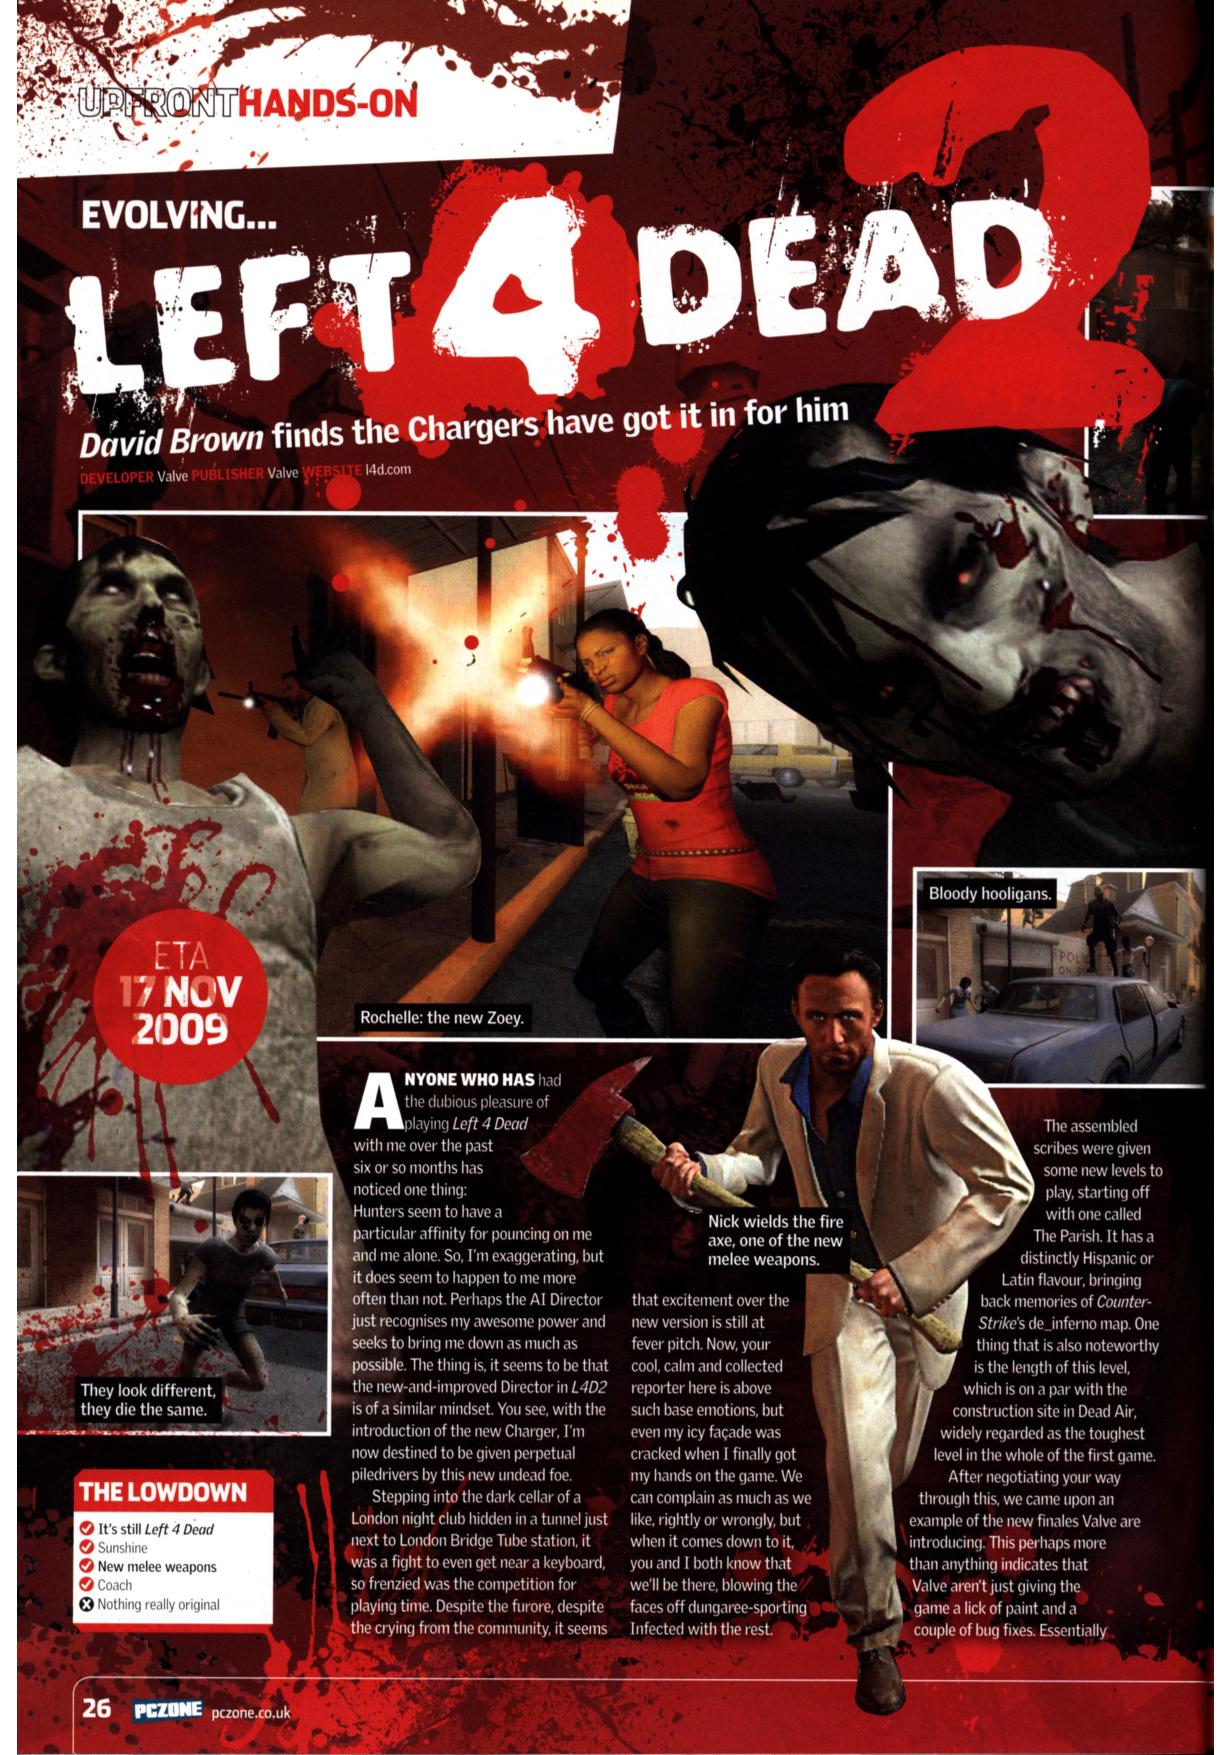 UPFRONTHANDS-ON
EVOLVING...
LEFT 4 DEAD 2
David Brown finds the Chargers have got it in for him
DEVELOPER Valve PUBLISHER Valve WEBSITE l4d.com
Bloody hooligans.
POLIC
ETA
17 NOV
2009
Rochelle: the new Zoey.
ANYONE WHO HAS had
the dubious pleasure of
playing Left 4 Dead
with me over the past
six or so months has
noticed one thing:
Hunters seem to have a
particular affinity for pouncing on me
and me alone. So, I'm exaggerating, but
it does seem to happen to me more
often than not. Perhaps the AI Director
just recognises my awesome power and
seeks to bring me down as much as
possible. The thing is, it seems to be that
the new-and-improved Director in L4D2
is of a similar mindset. You see, with the
introduction of the new Charger, I'm
now destined to be given perpetual
piledrivers by this new undead foe.
Stepping into the dark cellar of a
London night club hidden in a tunnel just
next to London Bridge Tube station, it
was a fight to even get near a keyboard,
so frenzied was the competition for
playing time. Despite the furore, despite
the crying from the community, it seems
Nick wields the fire
axe, one of the new
melee weapons.
that excitement over the
new version is still at
fever pitch. Now, your
cool, calm and collected
reporter here is above
such base emotions, but
even my icy façade was
cracked when I finally got
my hands on the game. We
can complain as much as we
like, rightly or wrongly, but
when it comes down to it,
you and I both know that
we'll be there, blowing the
faces off dungaree-sporting
Infected with the rest.
The assembled
scribes were given
some new levels to
play, starting off
with one called
The Parish. It has a
distinctly Hispanic or
Latin flavour, bringing
back memories of Counter-
Strike's de_inferno map. One
thing that is also noteworthy
is the length of this level,
which is on a par with the
construction site in Dead Air,
widely regarded as the toughest
level in the whole of the first game.
After negotiating your way
through this, we came upon an
example of the new finales Valve are
introducing. This perhaps more
than anything indicates that
Valve aren't just giving the
game a lick of paint and a
couple of bug fixes. Essentially
They look different,
they die the same.
THE LOWDOWN
It's still Left 4 Dead
Sunshine
New melee weapons
Coach
Nothing really original
26 PCZONE pczone.co.uk